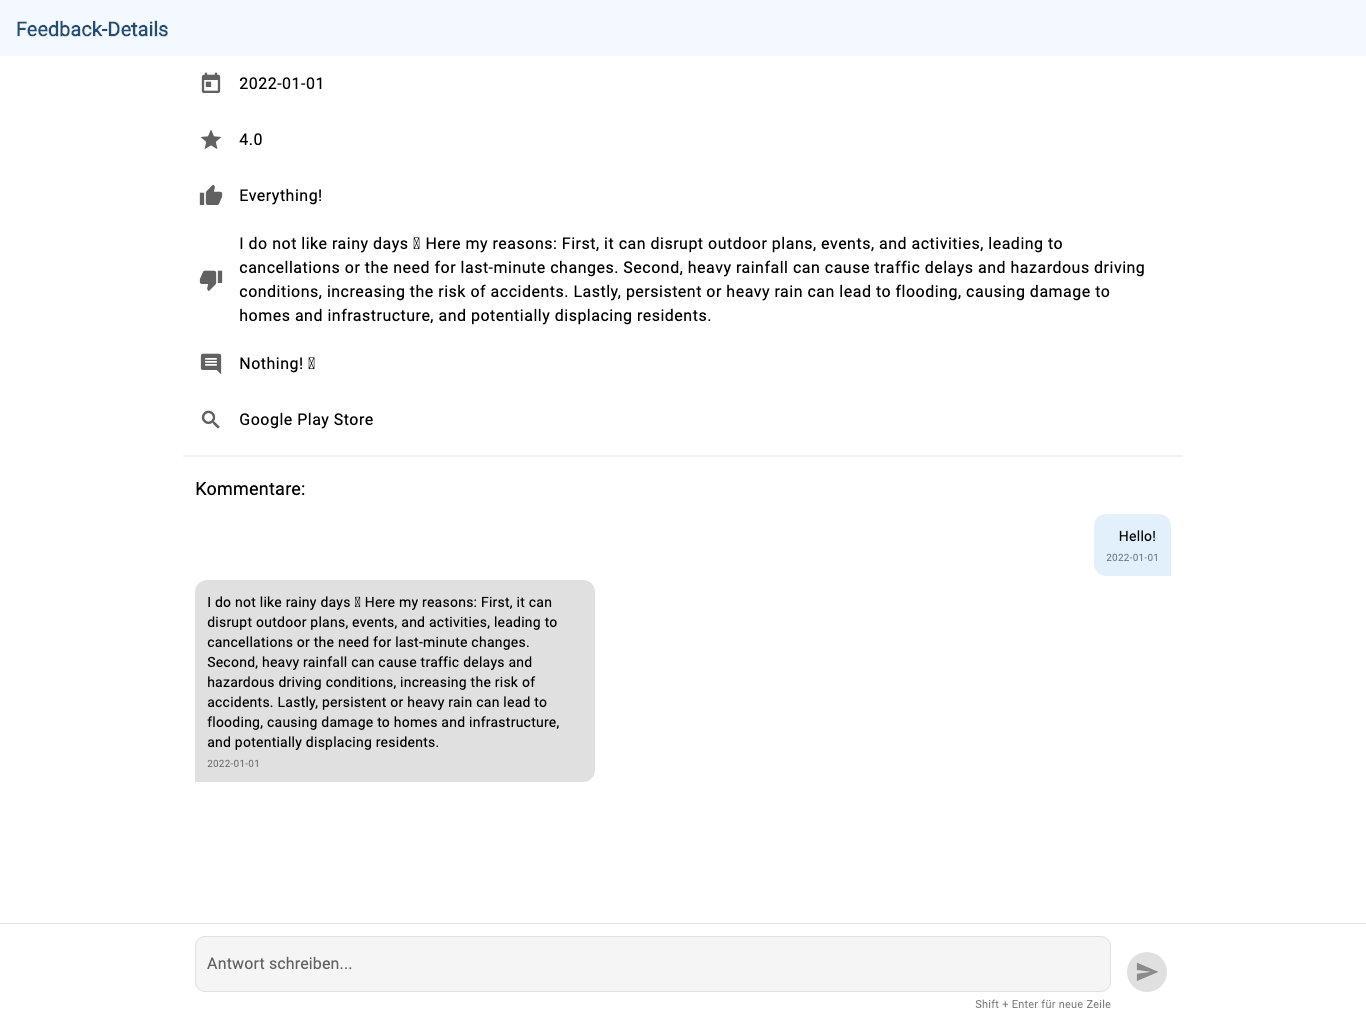 Feedback-Details
2022-01-01
4.0
Everything!
I do not like rainy days Here my reasons: First, it can disrupt outdoor plans, events, and activities, leading to
cancellations or the need for last-minute changes. Second, heavy rainfall can cause traffic delays and hazardous driving
conditions, increasing the risk of accidents. Lastly, persistent or heavy rain can lead to flooding, causing damage to
homes and infrastructure, and potentially displacing residents.
Nothing!
Google Play Store
Kommentare:
Hello!
2022-01-01
I do not like rainy days Here my reasons: First, it can
disrupt outdoor plans, events, and activities, leading to
cancellations or the need for last-minute changes.
Second, heavy rainfall can cause traffic delays and
hazardous driving conditions, increasing the risk of
accidents. Lastly, persistent or heavy rain can lead to
flooding, causing damage to homes and infrastructure,
and potentially displacing residents.
2022-01-01
Antwort schreiben...
Shift + Enter für neue Zeile